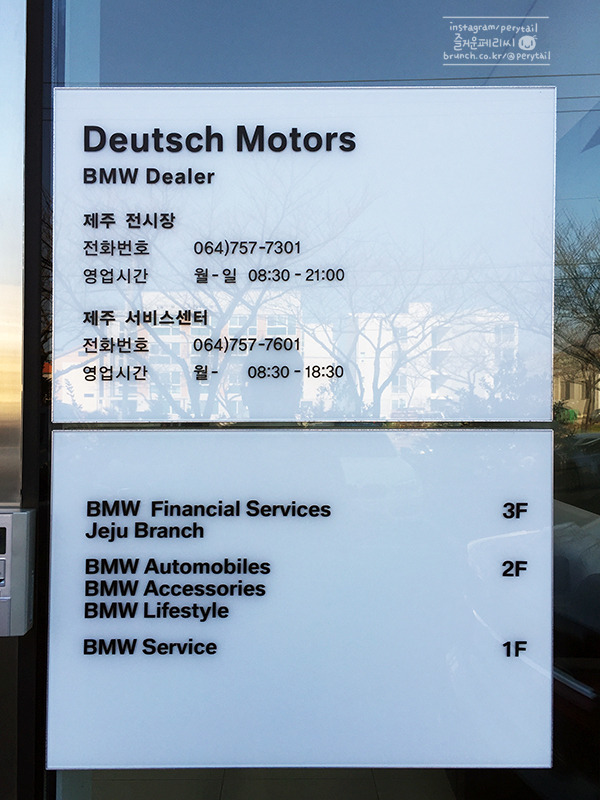 instagram/perytail
즐거운페리씨
brunch.co.kr/@perytail
Deutsch Motors
BMW Dealer
제주 전시장
전화번호 064)757-7301
영업시간 월-일 08:30 - 21:00
제주 서비스센터
전화번호 064)757-7601
영업시간 월- 08:30 - 18:30
BMW Financial Services 3F
Jeju Branch
BMW Automobiles 2F
BMW Accessories
BMW Lifestyle
BMW Service 1F